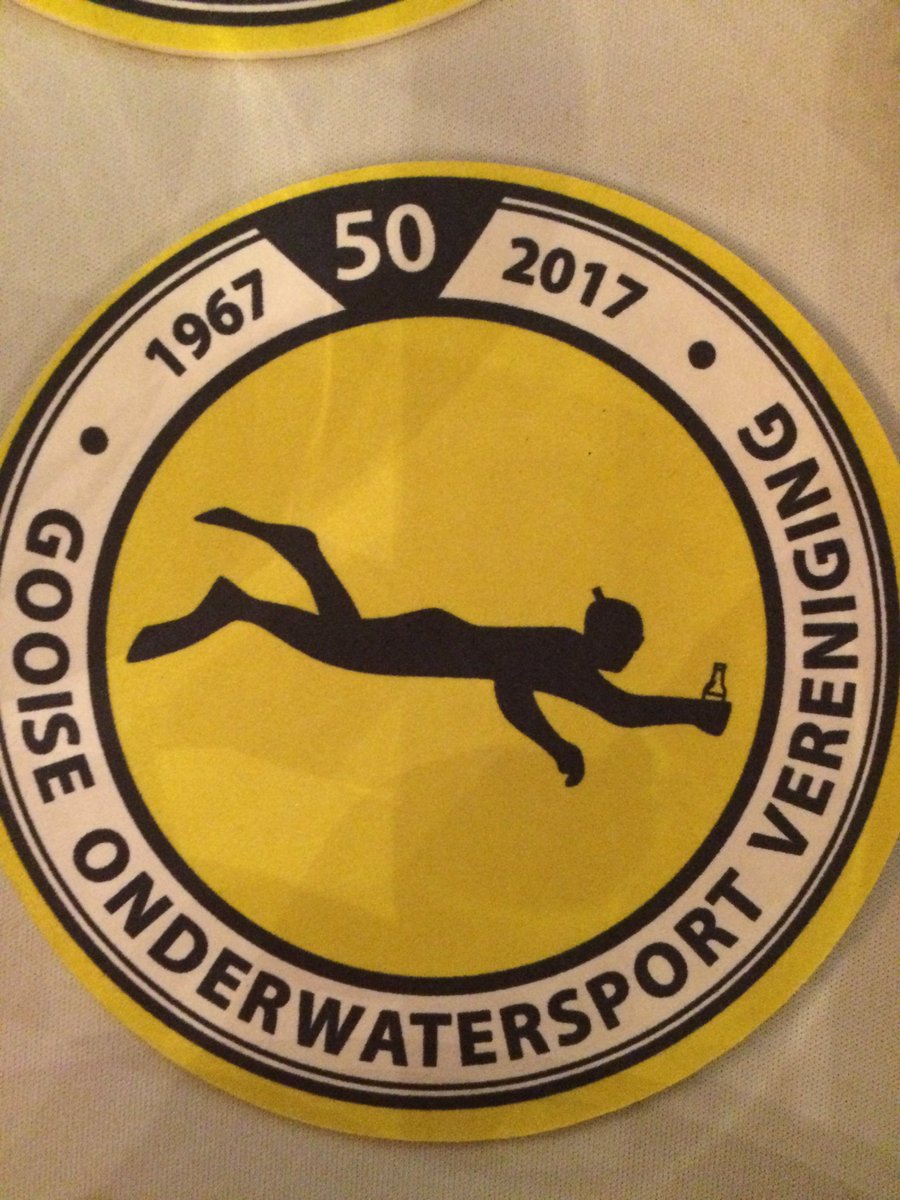 1967 50 2017
GOOISE ONDERWATERSPORT VERENIGING